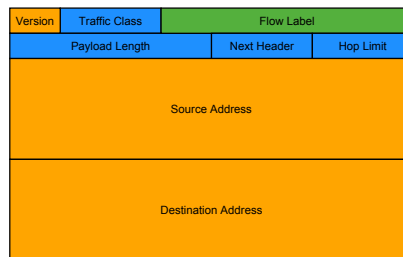 Version Traffic Class Flow Label
Payload Length Next Header Hop Limit
Source Address
Destination Address